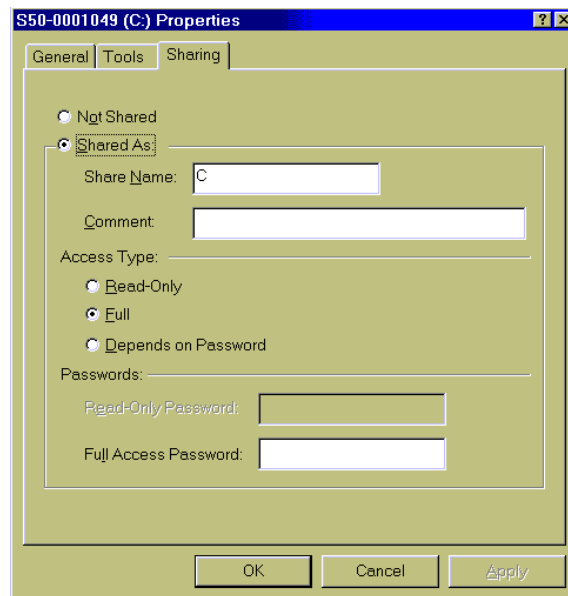 S50-0001049 (C:) Properties
General Tools Sharing
Not Shared
Shared As:
Share Name: C
Comment:
Access Type:
Read-Only
Full
Depends on Password
Passwords:
Read-Only Password:
Full Access Password:
OK Cancel Apply